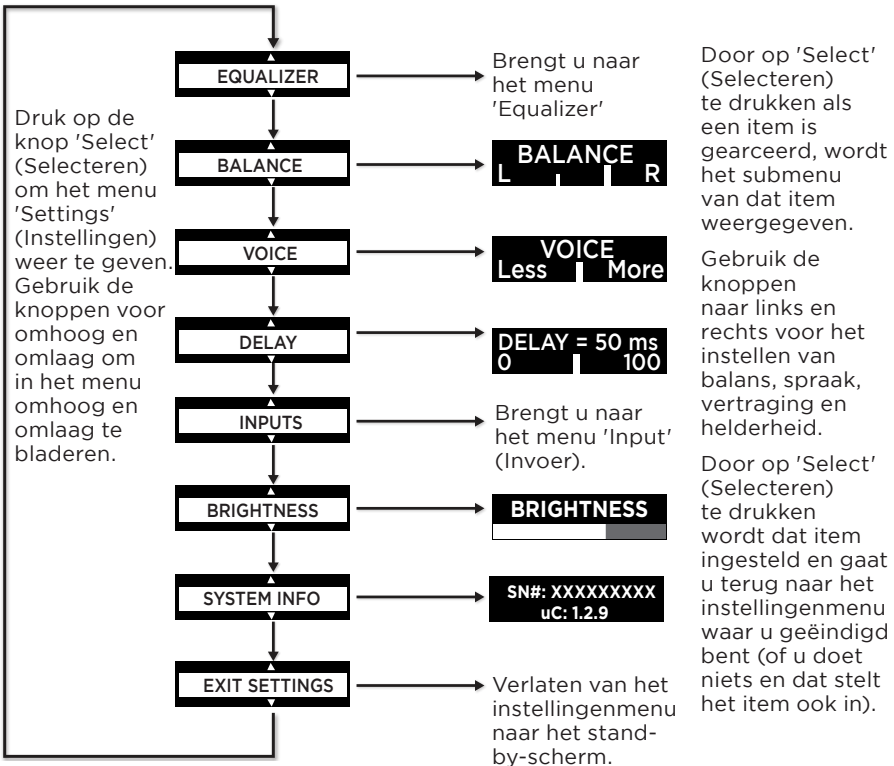 Druk op de
knop 'Select'
(Selecteren)
om het menu
'Settings'
(Instellingen)
weer te geven.
Gebruik de
knoppen voor
omhoog en
omlaag om
in het menu
omhoog en
omlaag te
bladeren.
EQUALIZER
Brengt u naar
het menu
'Equalizer'
BALANCE
BALANCE
L R
VOICE
VOICE
Less More
DELAY
DELAY = 50 ms
0 100
INPUTS
Brengt u naar
het menu 'Input'
(Invoer).
BRIGHTNESS
BRIGHTNESS
SYSTEM INFO
SN#: XXXXXXXXX
uC: 1.2.9
EXIT SETTINGS
Verlaten van het
instellingenmenu
naar het stand-
by-scherm.
Door op 'Select'
(Selecteren)
te drukken als
een item is
gearceerd, wordt
het submenu
van dat item
weergegeven.
Gebruik de
knoppen
naar links en
rechts voor het
instellen van
balans, spraak,
vertraging en
helderheid.
Door op 'Select'
(Selecteren)
te drukken
wordt dat item
ingesteld en gaat
u terug naar het
instellingenmenu
waar u geëindigd
bent (of u doet
niets en dat stelt
het item ook in).